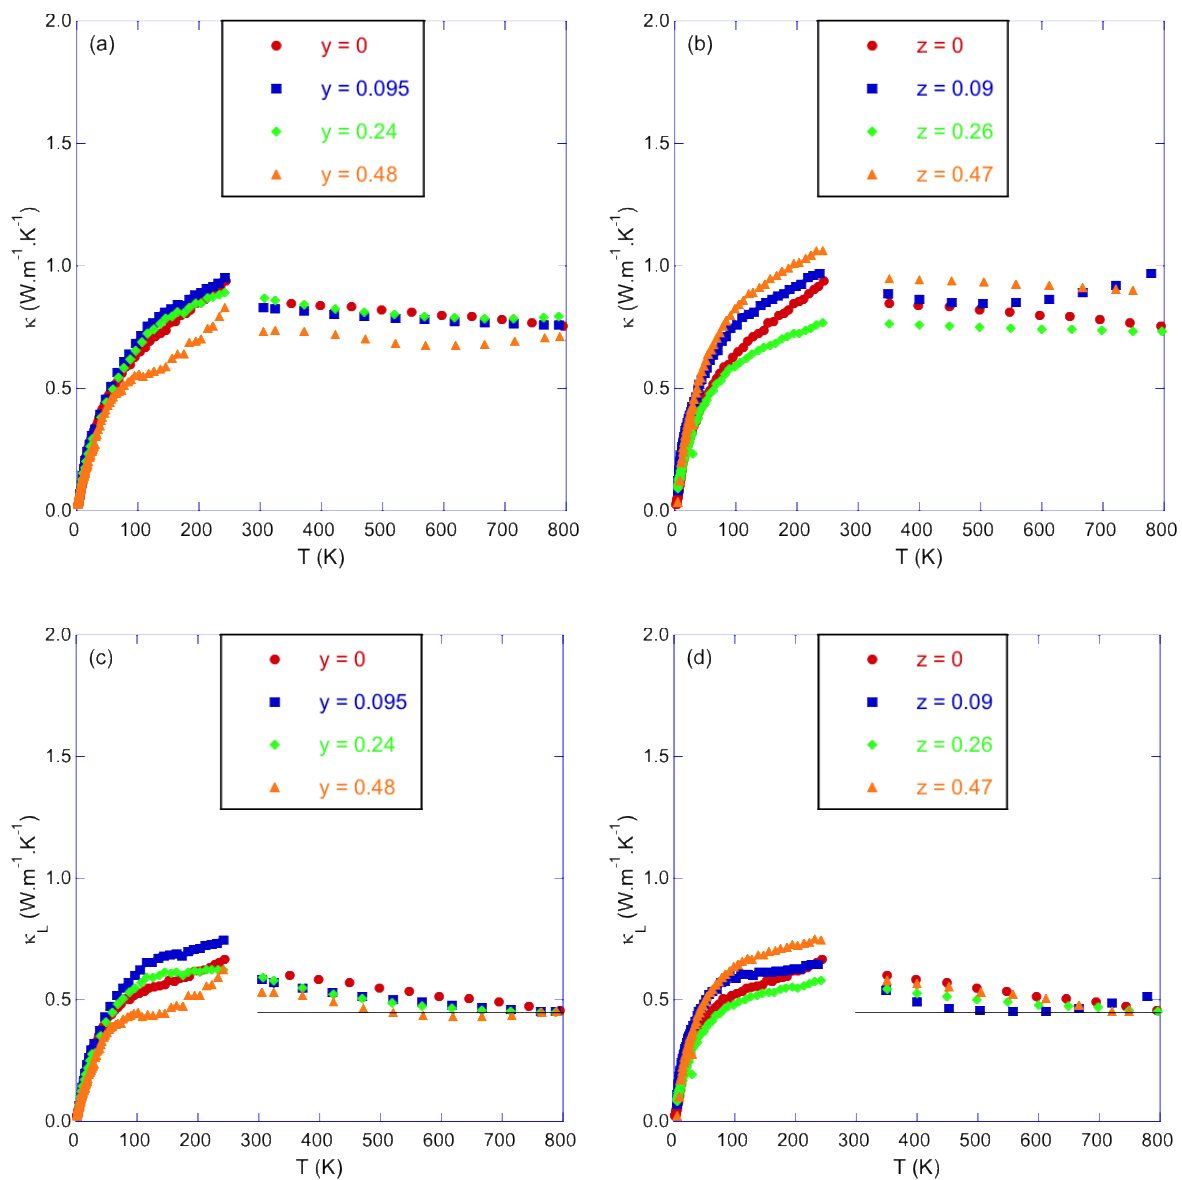 (a)
y = 0
y = 0.095
y = 0.24
y = 0.48
2.0
1.5
1.0
0.5
0.0
κ (W.m⁻¹.K⁻¹)
0 100 200 300 400 500 600 700 800
T (K)
(b)
z = 0
z = 0.09
z = 0.26
z = 0.47
2.0
1.5
1.0
0.5
0.0
κ (W.m⁻¹.K⁻¹)
0 100 200 300 400 500 600 700 800
T (K)
(c)
y = 0
y = 0.095
y = 0.24
y = 0.48
2.0
1.5
1.0
0.5
0.0
κL (W.m⁻¹.K⁻¹)
0 100 200 300 400 500 600 700 800
T (K)
(d)
z = 0
z = 0.09
z = 0.26
z = 0.47
2.0
1.5
1.0
0.5
0.0
κL (W.m⁻¹.K⁻¹)
0 100 200 300 400 500 600 700 800
T (K)